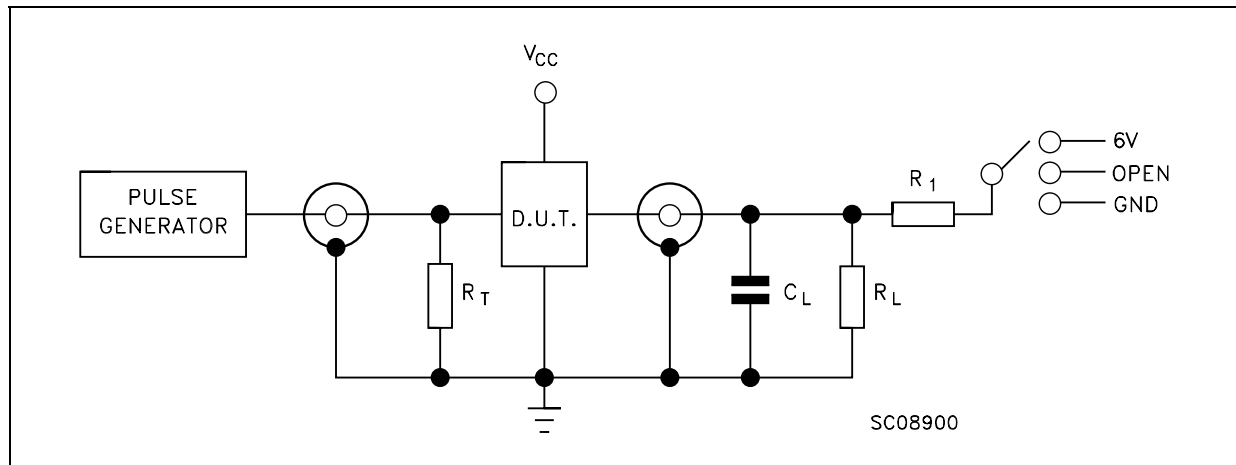 VCC
6V
OPEN
GND
R1
PULSE
GENERATOR
D.U.T.
RT
CL
RL
SC08900